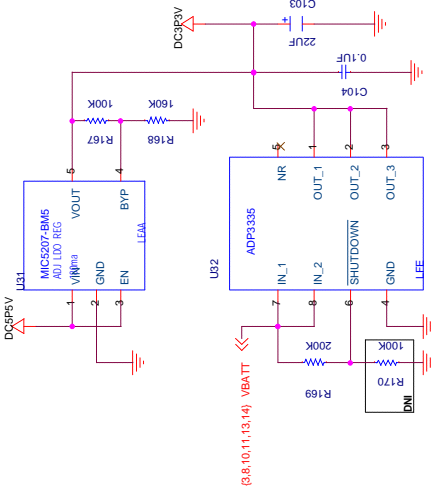 DC3P3V
C103
+
22UF
0.1UF
C104
100K
R167
160K
R168
5
4
VOUT
BYP
U31
MIC5207-BM5
ADJ LDO REG
180ma
LEAA
VIN
GND
EN
1
2
3
DC5P5V
5
1
2
3
NR
OUT_1
OUT_2
OUT_3
U32
ADP3335
IN_1
IN_2
SHUTDOWN
GND
LFE
7
8
6
4
{3,8,10,11,13,14} VBATT
200K
R169
100K
R170
DNI